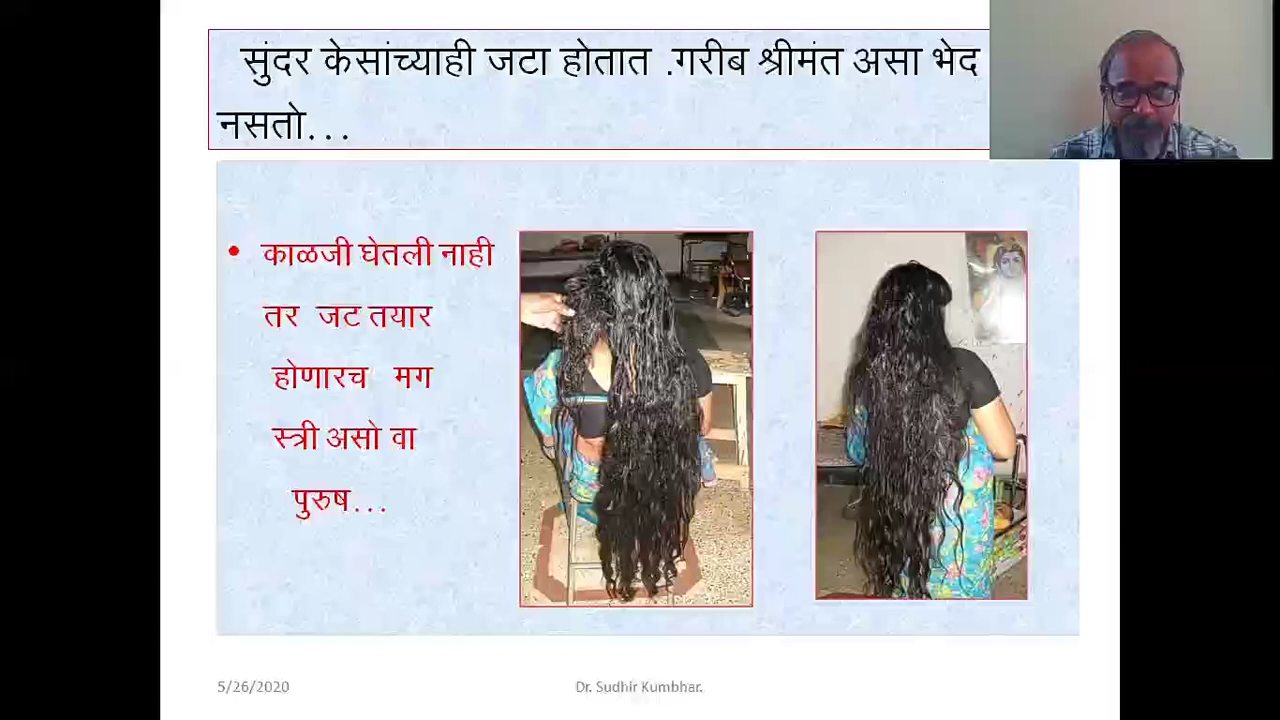 सुंदर केसांच्याही जटा होतात .गरीब श्रीमंत असा भेद
नसतो...
• काळजी घेतली नाही
तर जट तयार
होणारच मग
स्त्री असो वा
पुरुष...
5/26/2020
Dr. Sudhir Kumbhar.